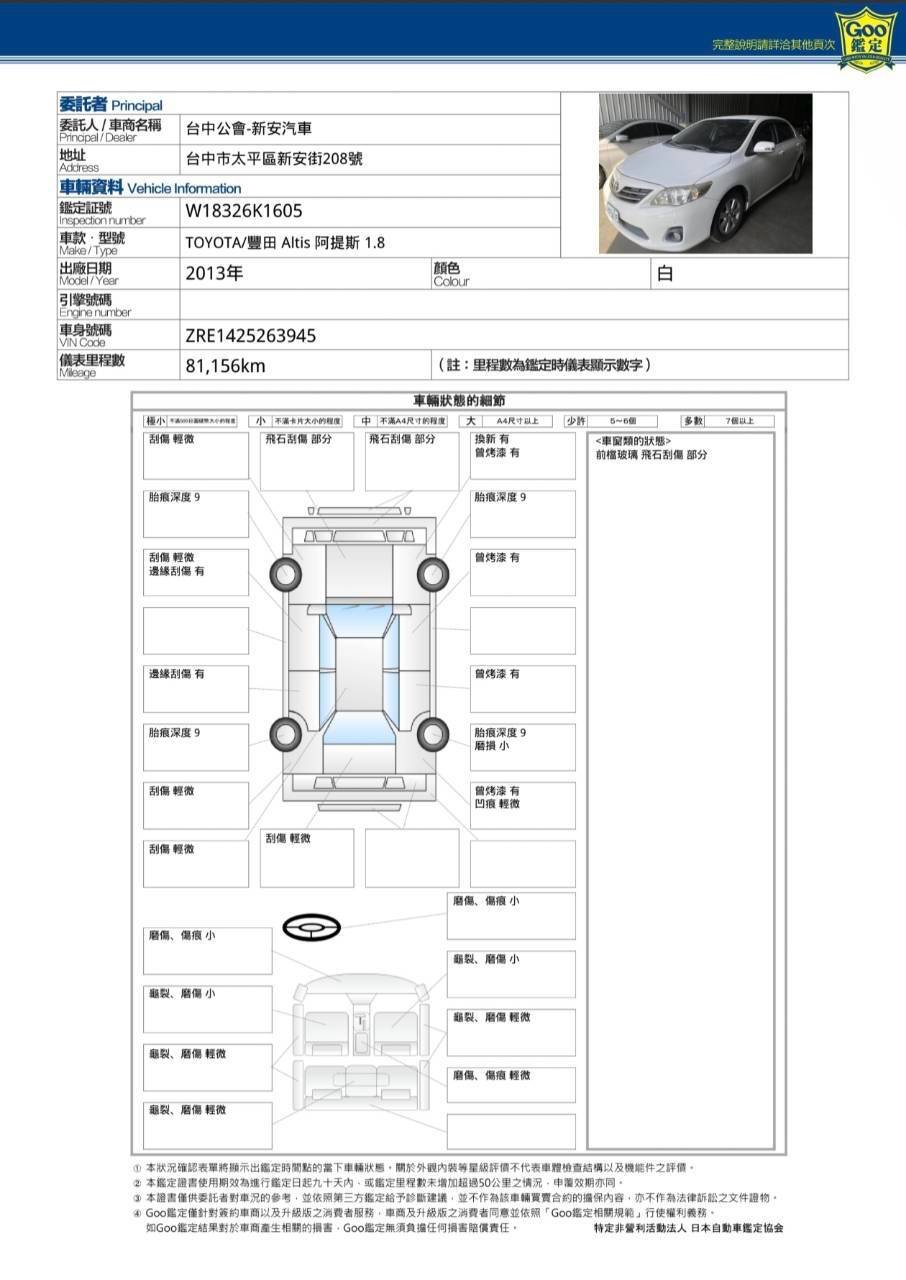 完整說明請詳洽其他頁次
Goo
鑑定
委託者 Principal
委託人 / 車商名稱
Principal / Dealer
台中公會-新安汽車
地址
Address
台中市太平區新安街208號
車輛資料 Vehicle Information
鑑定証號
Inspection number
W18326K1605
車款‧型號
Make / Type
TOYOTA/豐田 Altis 阿提斯 1.8
出廠日期
Model / Year
2013年
顏色
Colour
白
引擎號碼
Engine number
車身號碼
VIN Code
ZRE1425263945
儀表里程數
Mileage
81,156km
（註：里程數為鑑定時儀表顯示數字）
車輛狀態的細節
極小 不滿500日圓硬幣大小的程度 小 不滿卡片大小的程度 中 不滿A4尺寸的程度 大 A4尺寸以上 少許 5～6個 多數 7個以上
刮傷 輕微
飛石刮傷 部分
飛石刮傷 部分
換新 有
曾烤漆 有
<車窗類的狀態>
前檔玻璃 飛石刮傷 部分
胎痕深度 9
胎痕深度 9
刮傷 輕微
邊緣刮傷 有
曾烤漆 有
邊緣刮傷 有
曾烤漆 有
胎痕深度 9
胎痕深度 9
磨損 小
刮傷 輕微
曾烤漆 有
凹痕 輕微
刮傷 輕微
刮傷 輕微
磨傷、傷痕 小
磨傷、傷痕 小
龜裂、磨傷 小
龜裂、磨傷 小
龜裂、磨傷 輕微
龜裂、磨傷 輕微
磨傷、傷痕 輕微
龜裂、磨傷 輕微
① 本狀況確認表單將顯示出鑑定時間點的當下車輛狀態。關於外觀內裝等星級評價不代表車體檢查結構以及機能件之評價。
② 本鑑定證書使用期效為進行鑑定日起九十天內，或鑑定里程數未增加超過50公里之情況，申覆效期亦同。
③ 本證書僅供委託者對車況的參考，並依照第三方鑑定給予診斷建議，並不作為該車輛買賣合約的擔保內容，亦不作為法律訴訟之文件證物。
④ Goo鑑定僅針對簽約車商以及升級版之消費者服務，車商及升級版之消費者同意並依照「Goo鑑定相關規範」行使權利義務。
如Goo鑑定結果對於車商產生相關的損害，Goo鑑定無須負擔任何損害賠償責任。
特定非營利活動法人 日本自動車鑑定協会